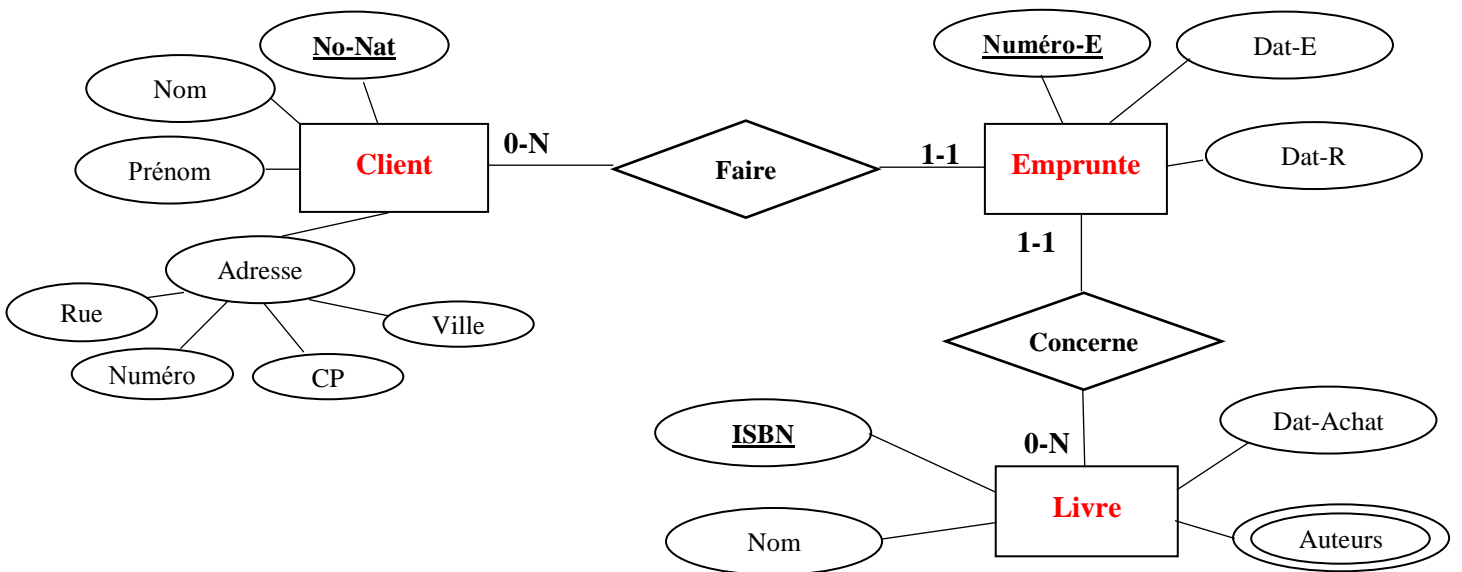 No-Nat
Numéro-E
Dat-E
Nom
Prénom
Client
0-N
Faire
1-1
Emprunte
Dat-R
1-1
Adresse
Rue
Ville
Numéro
CP
Concerne
ISBN
0-N
Dat-Achat
Livre
Nom
Auteurs